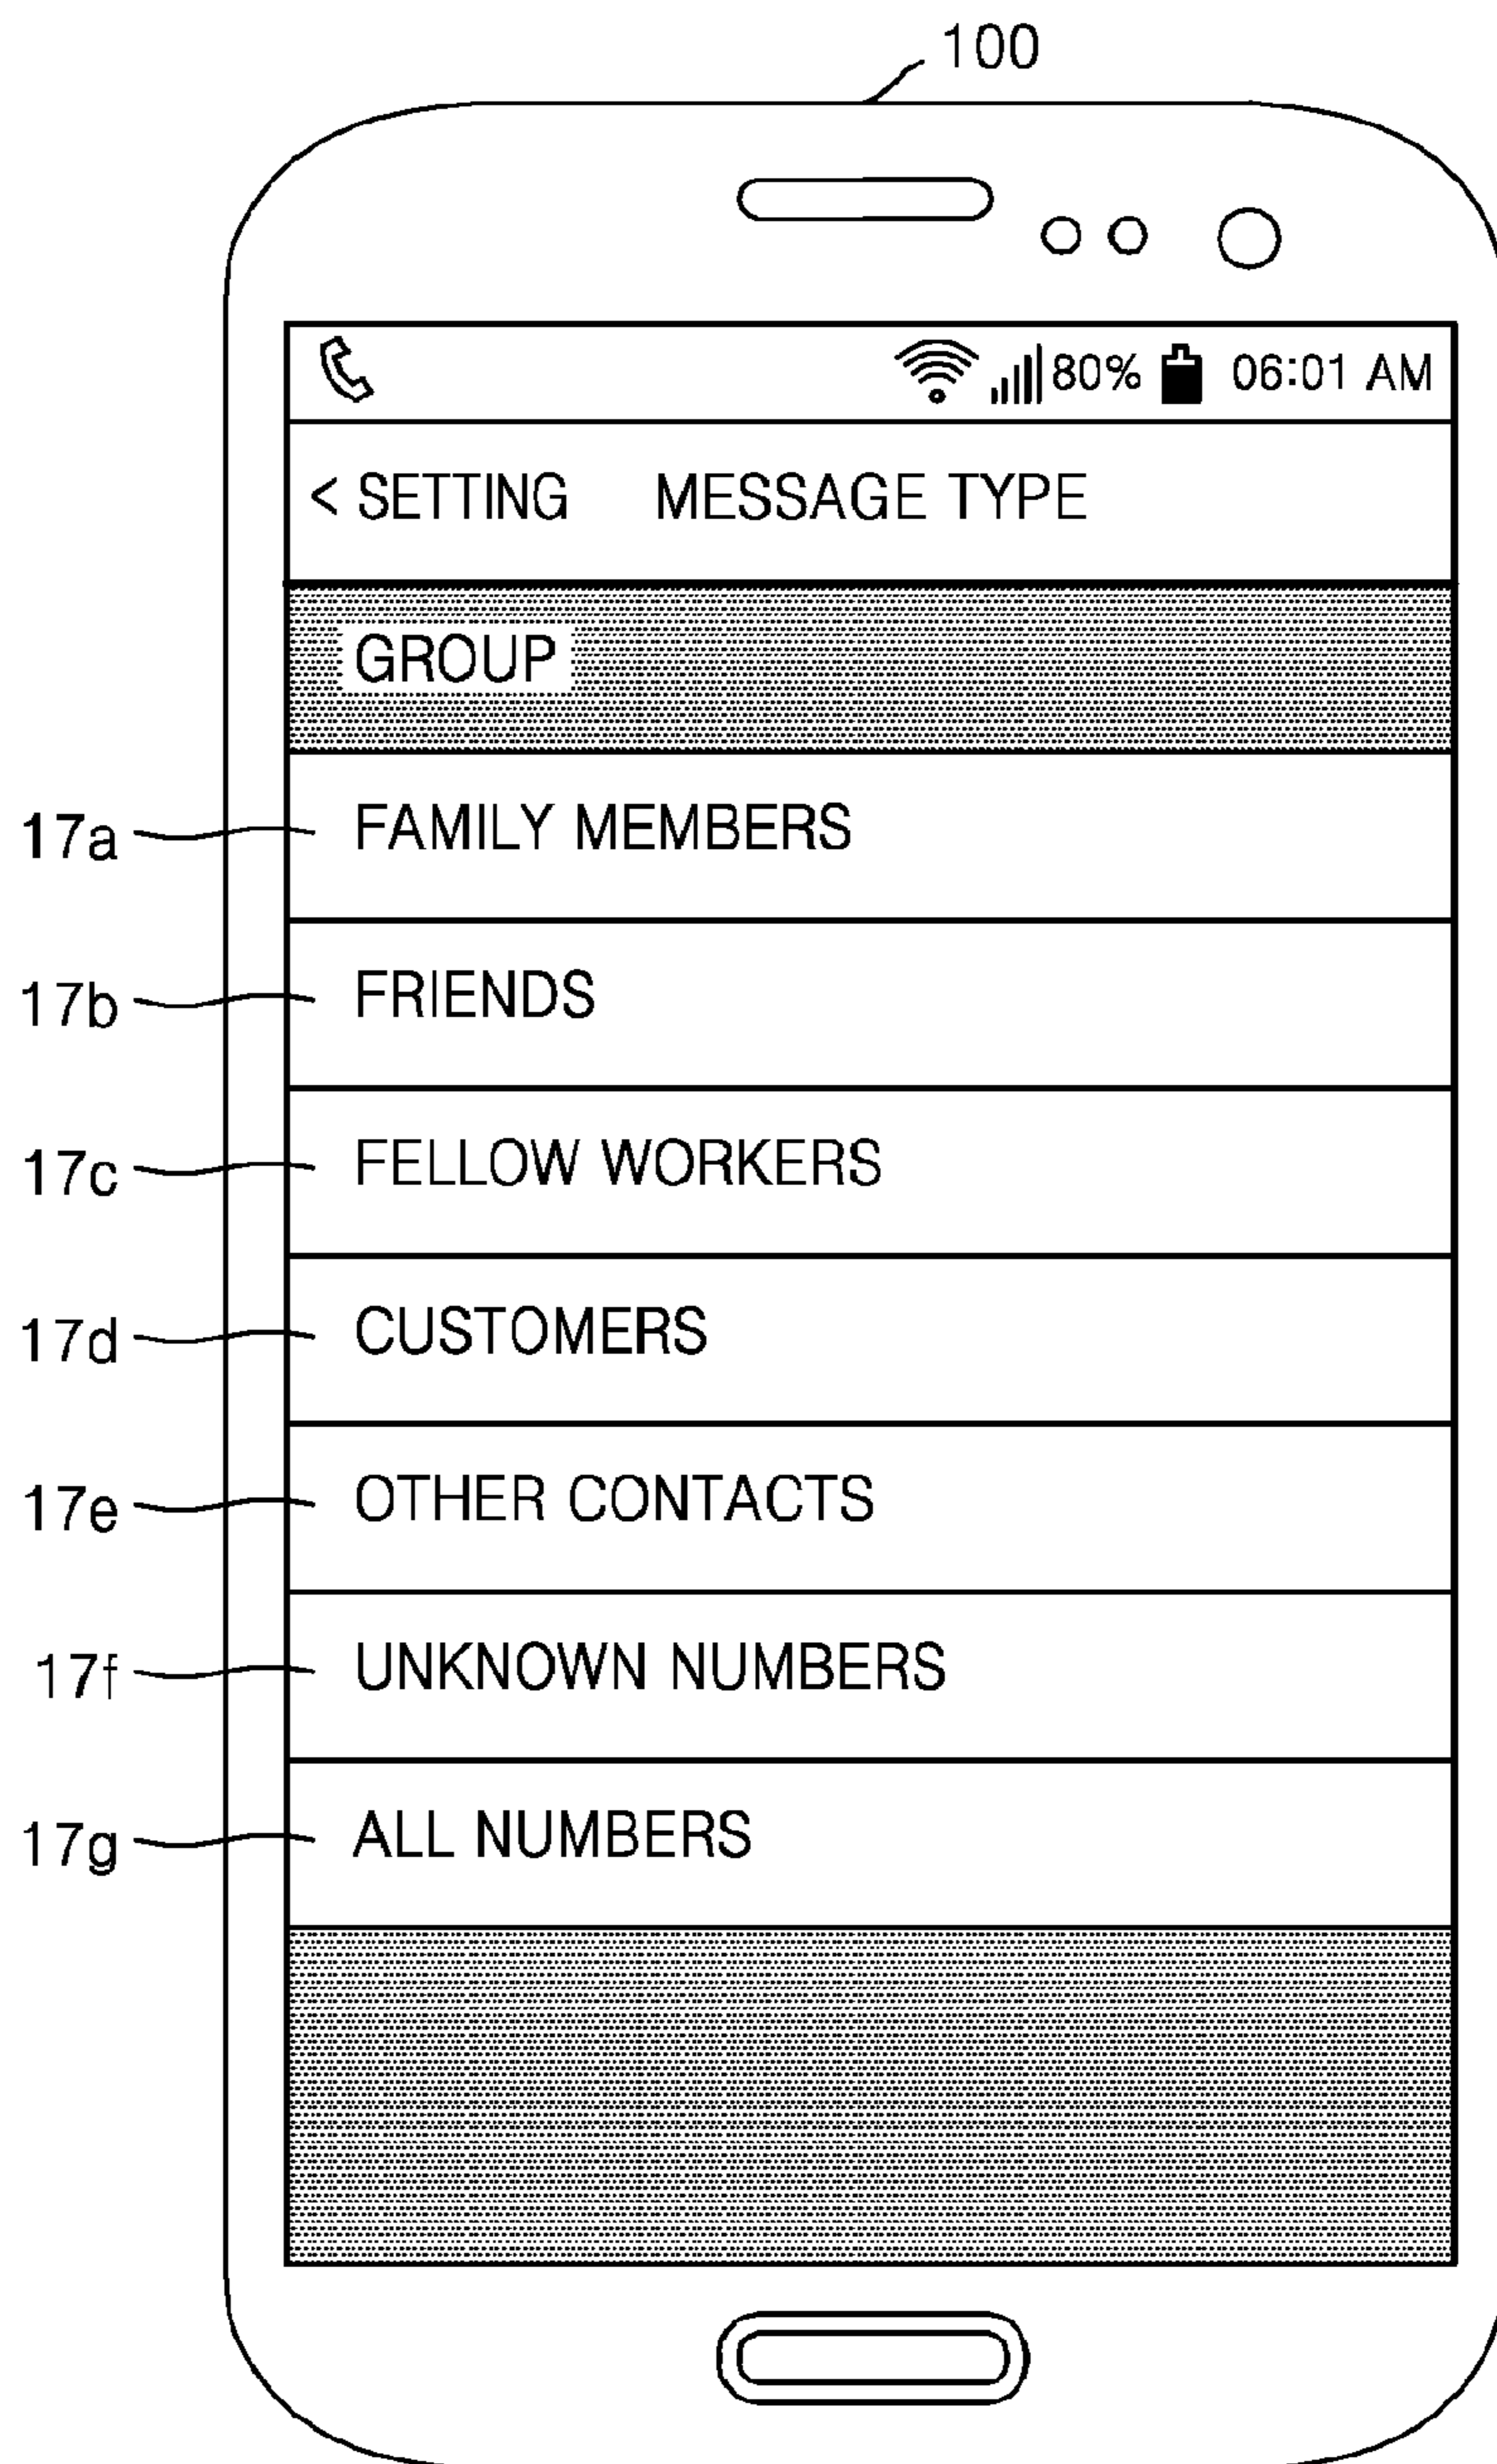 100
80% 06:01 AM
< SETTING MESSAGE TYPE
GROUP
17a FAMILY MEMBERS
17b FRIENDS
17c FELLOW WORKERS
17d CUSTOMERS
17e OTHER CONTACTS
17f UNKNOWN NUMBERS
17g ALL NUMBERS